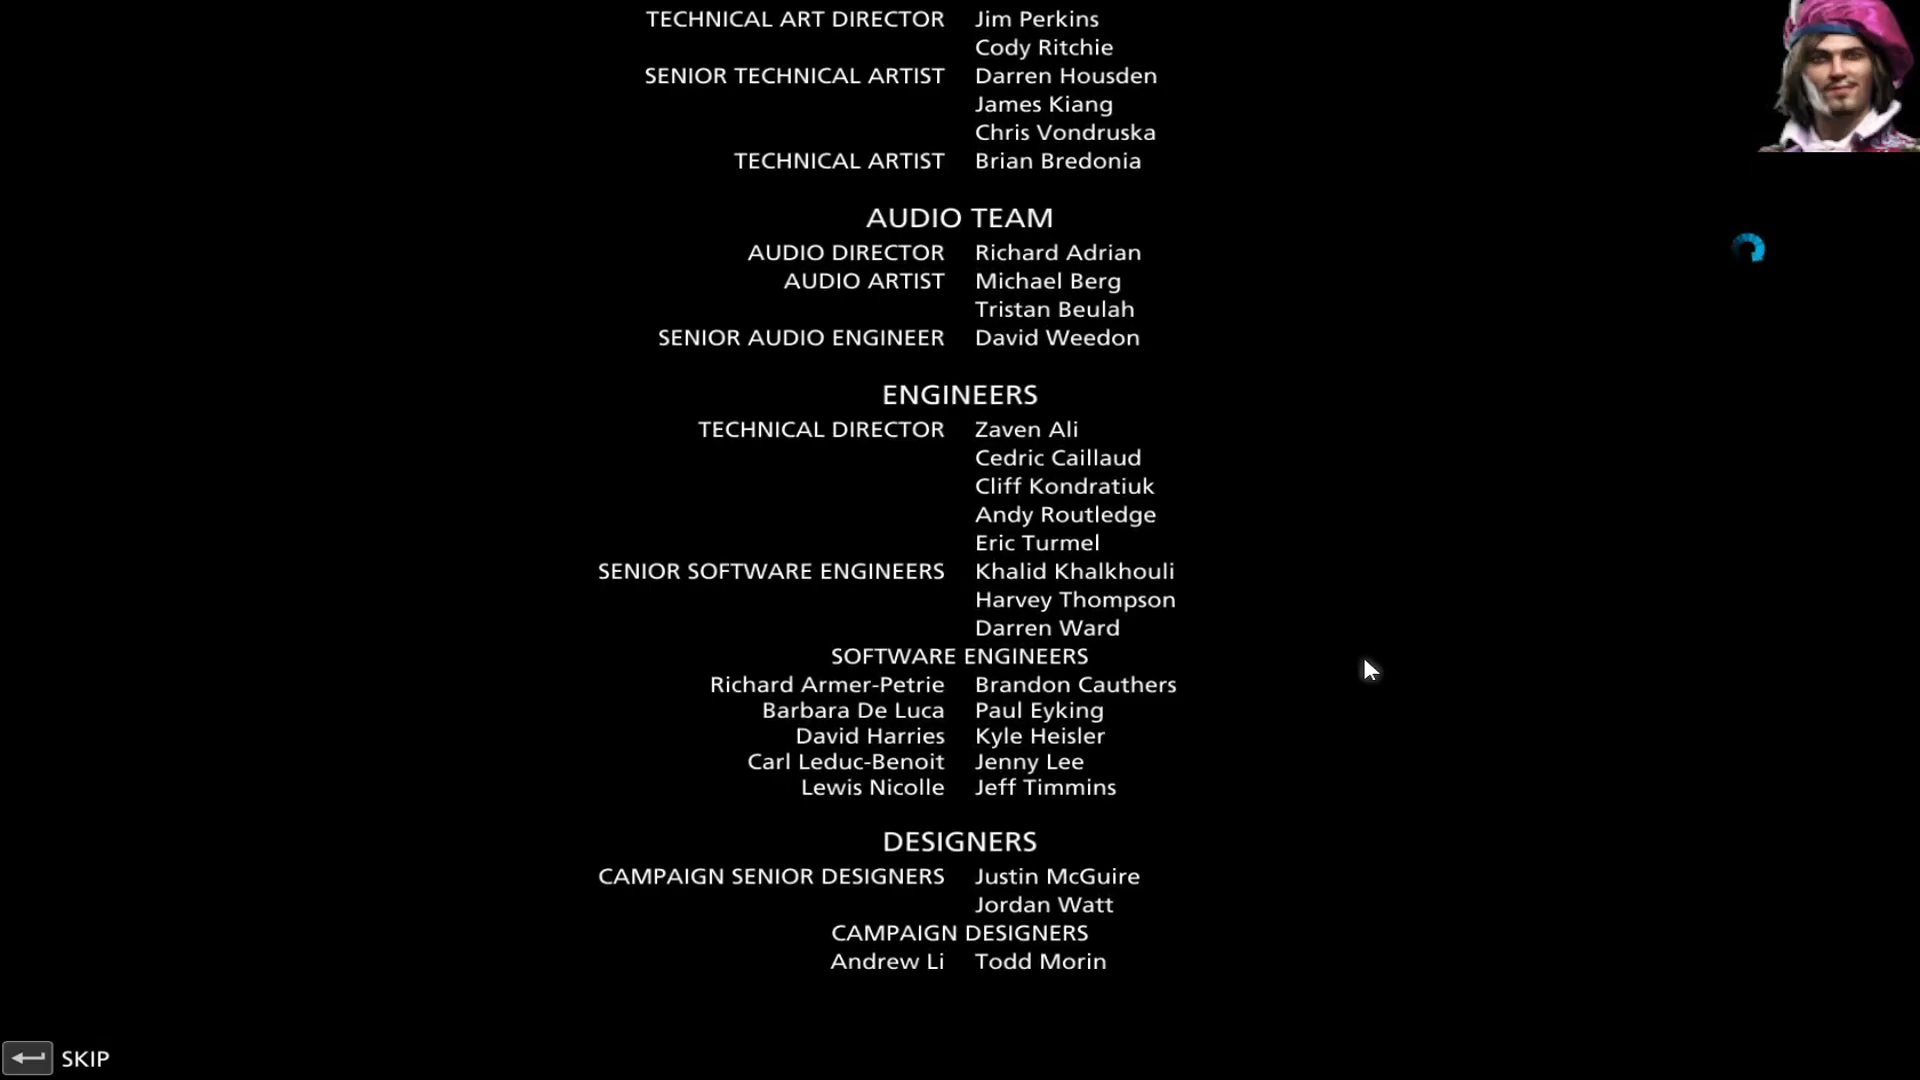 TECHNICAL ART DIRECTOR Jim Perkins
Cody Ritchie
SENIOR TECHNICAL ARTIST Darren Housden
James Kiang
Chris Vondruska
TECHNICAL ARTIST Brian Bredonia
AUDIO TEAM
AUDIO DIRECTOR Richard Adrian
AUDIO ARTIST Michael Berg
Tristan Beulah
SENIOR AUDIO ENGINEER David Weedon
ENGINEERS
TECHNICAL DIRECTOR Zaven Ali
Cedric Caillaud
Cliff Kondratiuk
Andy Routledge
Eric Turmel
SENIOR SOFTWARE ENGINEERS Khalid Khalkhouli
Harvey Thompson
Darren Ward
SOFTWARE ENGINEERS
Richard Armer-Petrie Brandon Cauthers
Barbara De Luca Paul Eyking
David Harries Kyle Heisler
Carl Leduc-Benoit Jenny Lee
Lewis Nicolle Jeff Timmins
DESIGNERS
CAMPAIGN SENIOR DESIGNERS Justin McGuire
Jordan Watt
CAMPAIGN DESIGNERS
Andrew Li Todd Morin
SKIP